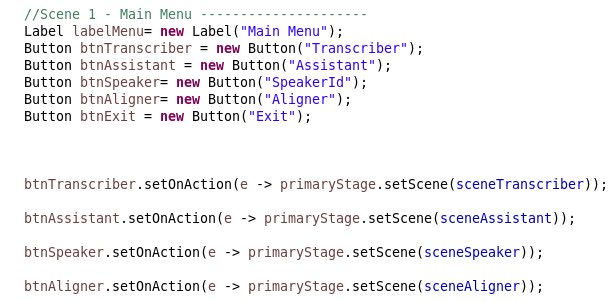 //Scene 1 - Main Menu ---------------------
Label labelMenu= new Label("Main Menu");
Button btnTranscriber = new Button("Transcriber");
Button btnAssistant = new Button("Assistant");
Button btnSpeaker= new Button("SpeakerId");
Button btnAligner= new Button("Aligner");
Button btnExit = new Button("Exit");
btnTranscriber.setOnAction(e -> primaryStage.setScene(sceneTranscriber));
btnAssistant.setOnAction(e -> primaryStage.setScene(sceneAssistant));
btnSpeaker.setOnAction(e -> primaryStage.setScene(sceneSpeaker));
btnAligner.setOnAction(e -> primaryStage.setScene(sceneAligner));